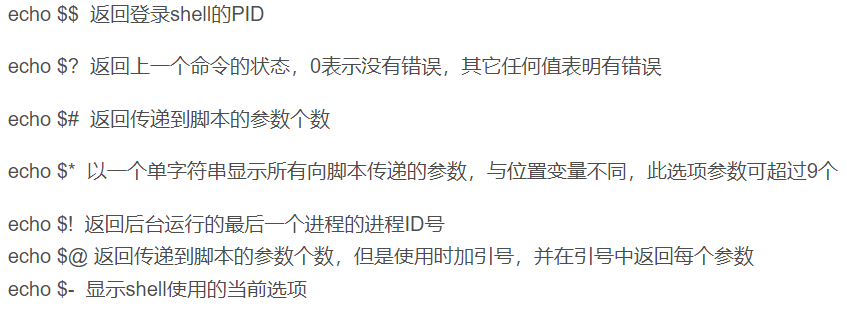 echo $$  返回登录shell的PID
echo $?  返回上一个命令的状态，0表示没有错误，其它任何值表明有错误
echo $#  返回传递到脚本的参数个数
echo $*  以一个单字符串显示所有向脚本传递的参数，与位置变量不同，此选项参数可超过9个
echo $!  返回后台运行的最后一个进程的进程ID号
echo $@ 返回传递到脚本的参数个数，但是使用时加引号，并在引号中返回每个参数
echo $-  显示shell使用的当前选项